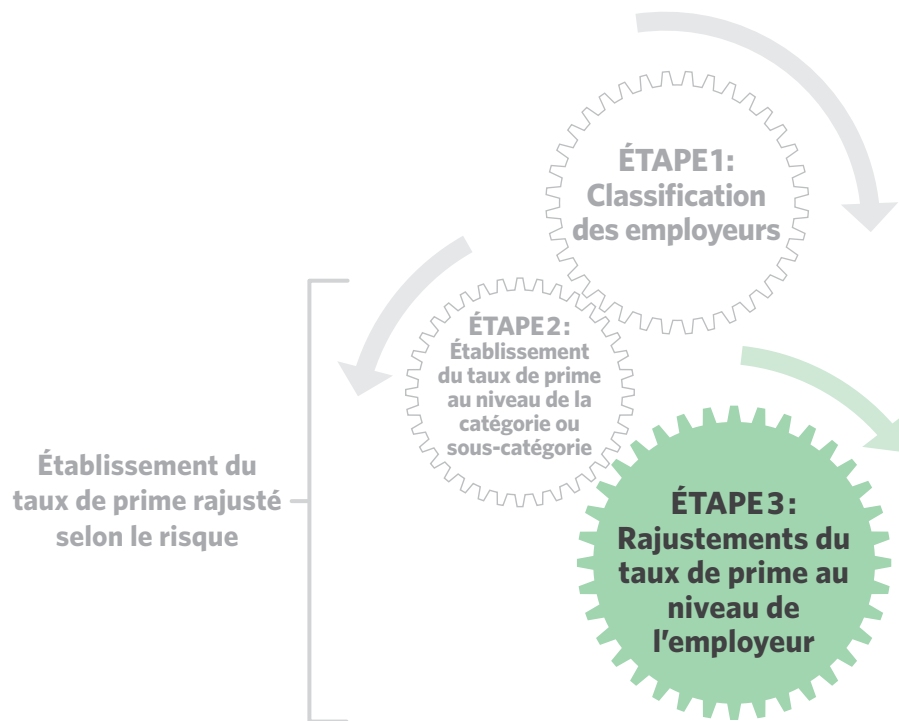 ÉTAPE 1:
Classification
des employeurs
ÉTAPE 2:
Établissement
du taux de prime
au niveau de la
catégorie ou
sous-catégorie
Établissement du
taux de prime rajusté
selon le risque
ÉTAPE 3:
Rajustements du
taux de prime au
niveau de
l'employeur